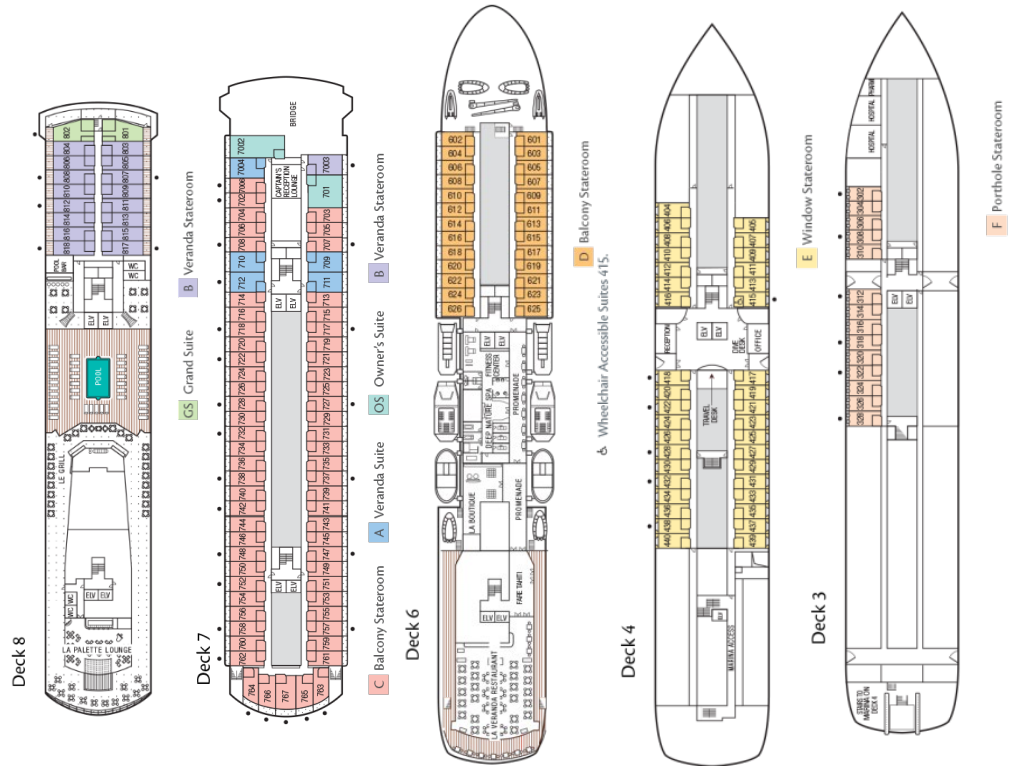 Deck 8
802
801
804
803
806
805
808
807
810
809
812
811
814
813
816
815
818
817
POOL BAR
WC
WC
ELV
ELV
POOL
LE GRILL
ELV
ELV
WC
WC
LA PALETTE LOUNGE
GS Grand Suite
B Veranda Stateroom
Deck 7
BRIDGE
7002
7004
7003
CAPTAIN'S
RECEPTION
LOUNGE
7006
701
702
704
703
706
705
708
707
710
709
712
711
ELV
ELV
714
713
716
715
718
717
720
719
722
721
724
723
726
725
728
727
730
729
732
731
734
733
736
735
738
737
740
739
742
741
744
743
746
745
748
747
750
749
752
751
ELV
ELV
754
753
756
755
758
757
760
759
762
761
764
766
767
765
763
C Balcony Stateroom
A Veranda Suite
OS Owner's Suite
B Veranda Stateroom
Deck 6
602
601
604
603
606
605
608
607
610
609
612
611
614
613
616
615
618
617
620
619
622
621
624
623
626
625
ELV
ELV
FITNESS
CENTER
DEEP NATURE SPA
PROMENADE
LA BOUTIQUE
PROMENADE
FARE TAHITI
ELV
ELV
LA VERANDA RESTAURANT
D Balcony Stateroom
♿ Wheelchair Accessible Suites 415.
Deck 4
404
406
405
408
407
410
409
412
411
414
413
416
415
RECEPTION
ELV
ELV
DIVE
DESK
OFFICE
418
417
420
419
422
421
424
423
426
425
428
427
430
429
432
431
434
433
436
435
438
437
440
439
TRAVEL
DESK
ELV
MARINA ACCESS
E Window Stateroom
Deck 3
PHARM
HOSPITAL
HOSPITAL
302
304
306
308
310
ELV
ELV
312
314
316
318
320
322
324
326
328
STAIRS TO
MARINA ON
DECK 4
F Porthole Stateroom